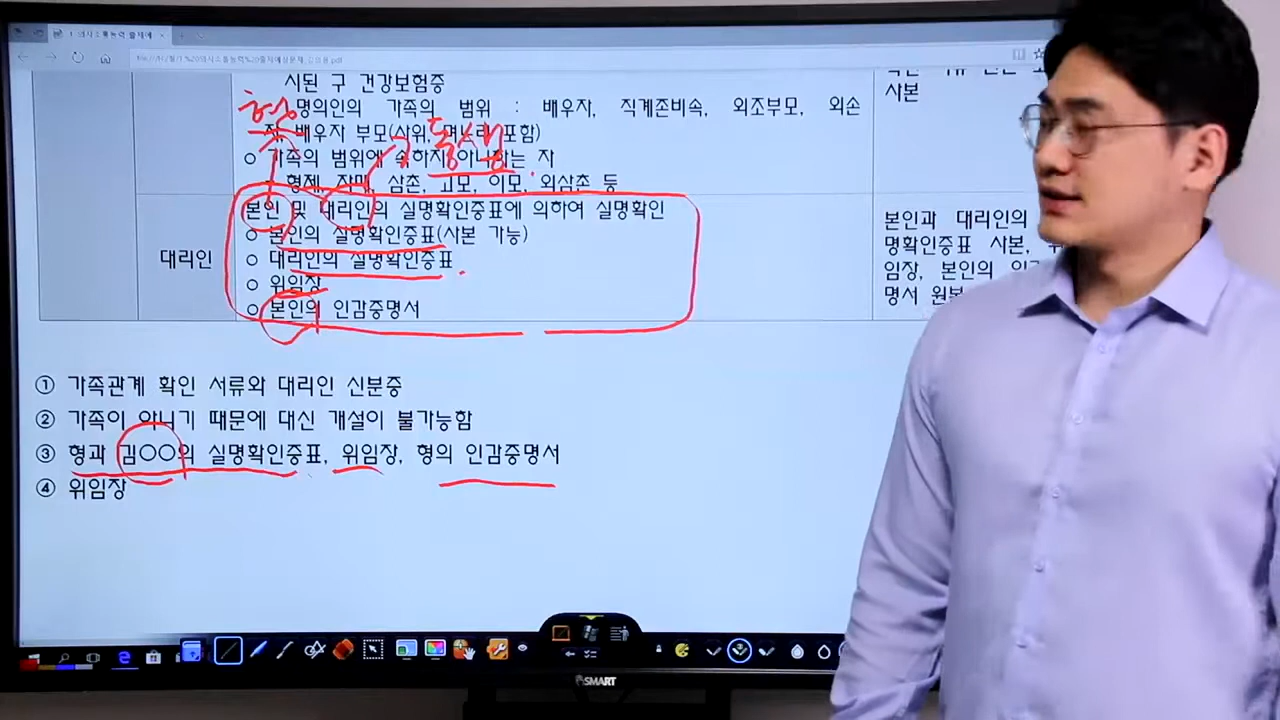 1 의사소통능력 출제예
시된 구 건강보험증
명의인의 가족의 범위 : 배우자, 직계존비속, 외조부모, 외손
배우자 부모(사위, 며느리 포함)
○ 가족의 범위에 속하지 아니하는 자
형제, 자매, 삼촌, 고모, 이모, 외삼촌 등
사본
대리인
본인 및 대리인의 실명확인증표에 의하여 실명확인
○ 본인의 실명확인증표(사본 가능)
○ 대리인의 실명확인증표
○ 위임장
○ 본인의 인감증명서
본인과 대리인의
명확인증표 사본,
임장, 본인의
명서 원본
① 가족관계 확인 서류와 대리인 신분증
② 가족이 아니기 때문에 대신 개설이 불가능함
③ 형과 김○○의 실명확인증표, 위임장, 형의 인감증명서
④ 위임장
SMART